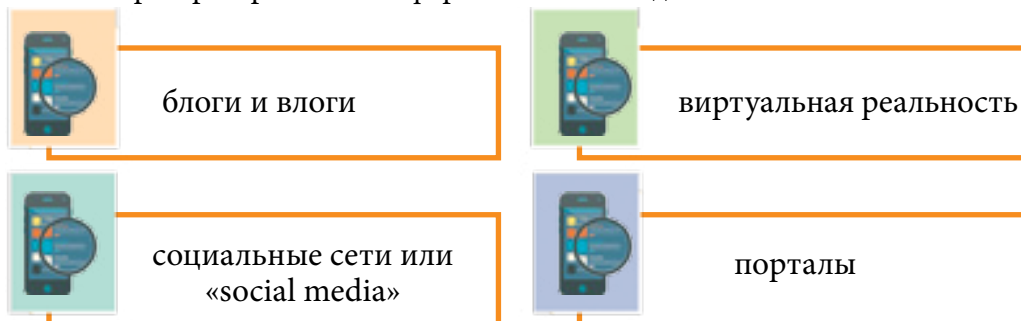 блоги и влоги
виртуальная реальность
социальные сети или
«social media»
порталы